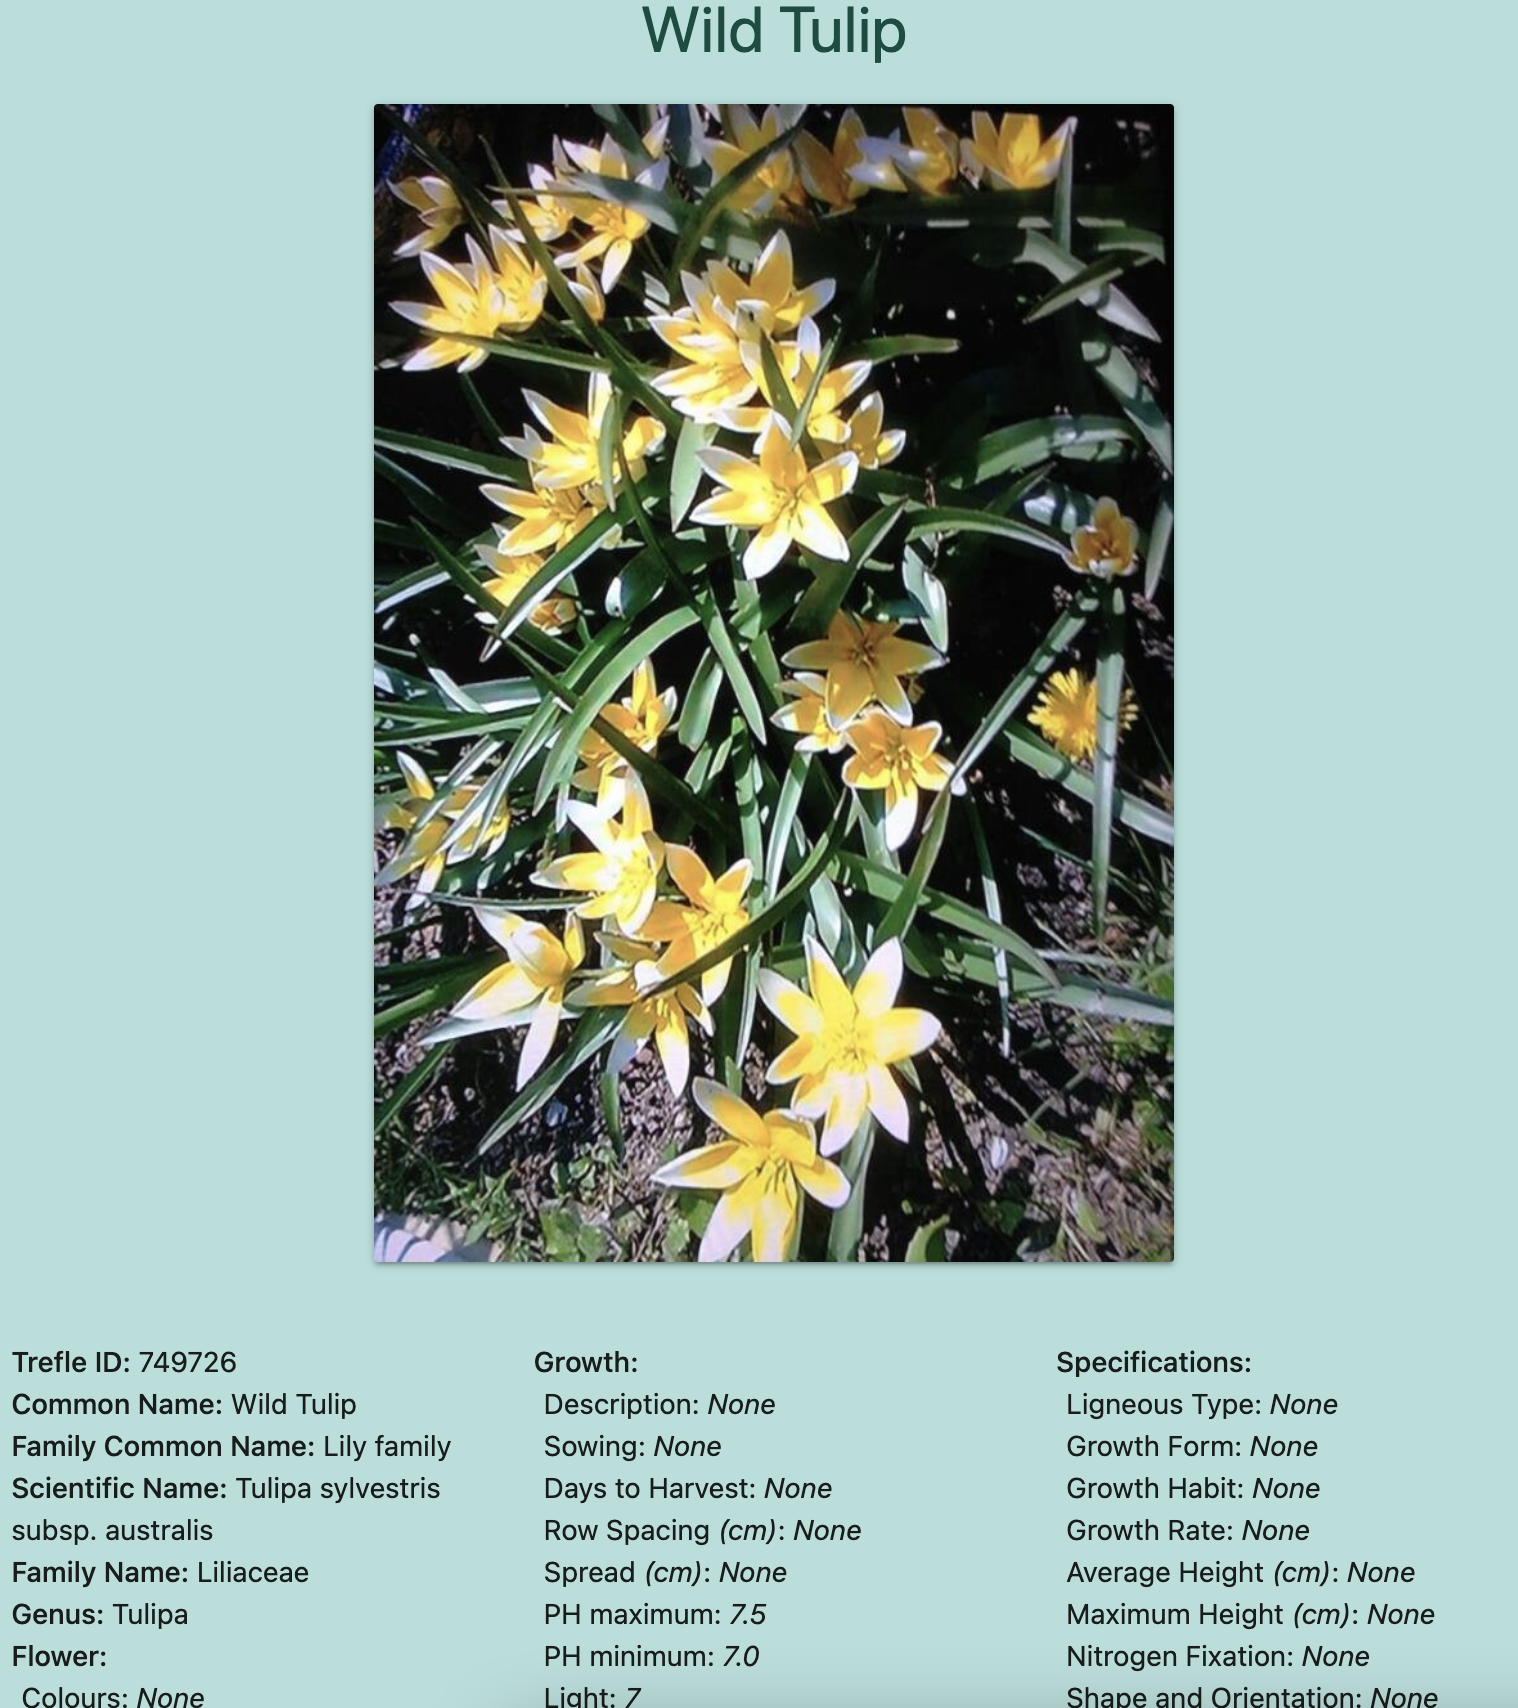 Wild Tulip
Trefle ID: 749726
Common Name: Wild Tulip
Family Common Name: Lily family
Scientific Name: Tulipa sylvestris
subsp. australis
Family Name: Liliaceae
Genus: Tulipa
Flower:
Colours: None
Growth:
Description: None
Sowing: None
Days to Harvest: None
Row Spacing (cm): None
Spread (cm): None
PH maximum: 7.5
PH minimum: 7.0
Light: 7
Specifications:
Ligneous Type: None
Growth Form: None
Growth Habit: None
Growth Rate: None
Average Height (cm): None
Maximum Height (cm): None
Nitrogen Fixation: None
Shape and Orientation: None